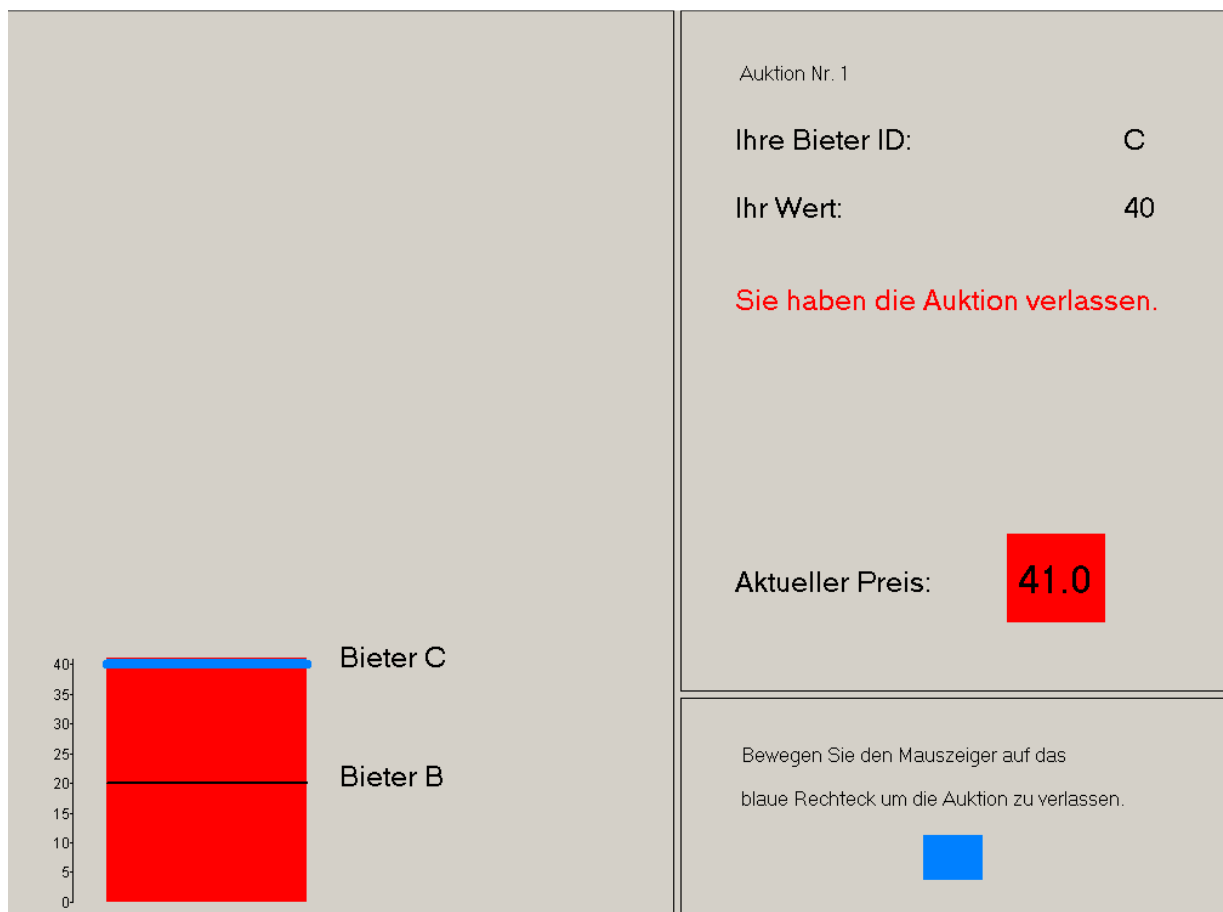 Auktion Nr. 1
Ihre Bieter ID: C
Ihr Wert: 40
Sie haben die Auktion verlassen.
Aktueller Preis: 41.0
40
Bieter C
35
30
25
20
Bieter B
15
10
5
0
Bewegen Sie den Mauszeiger auf das
blaue Rechteck um die Auktion zu verlassen.